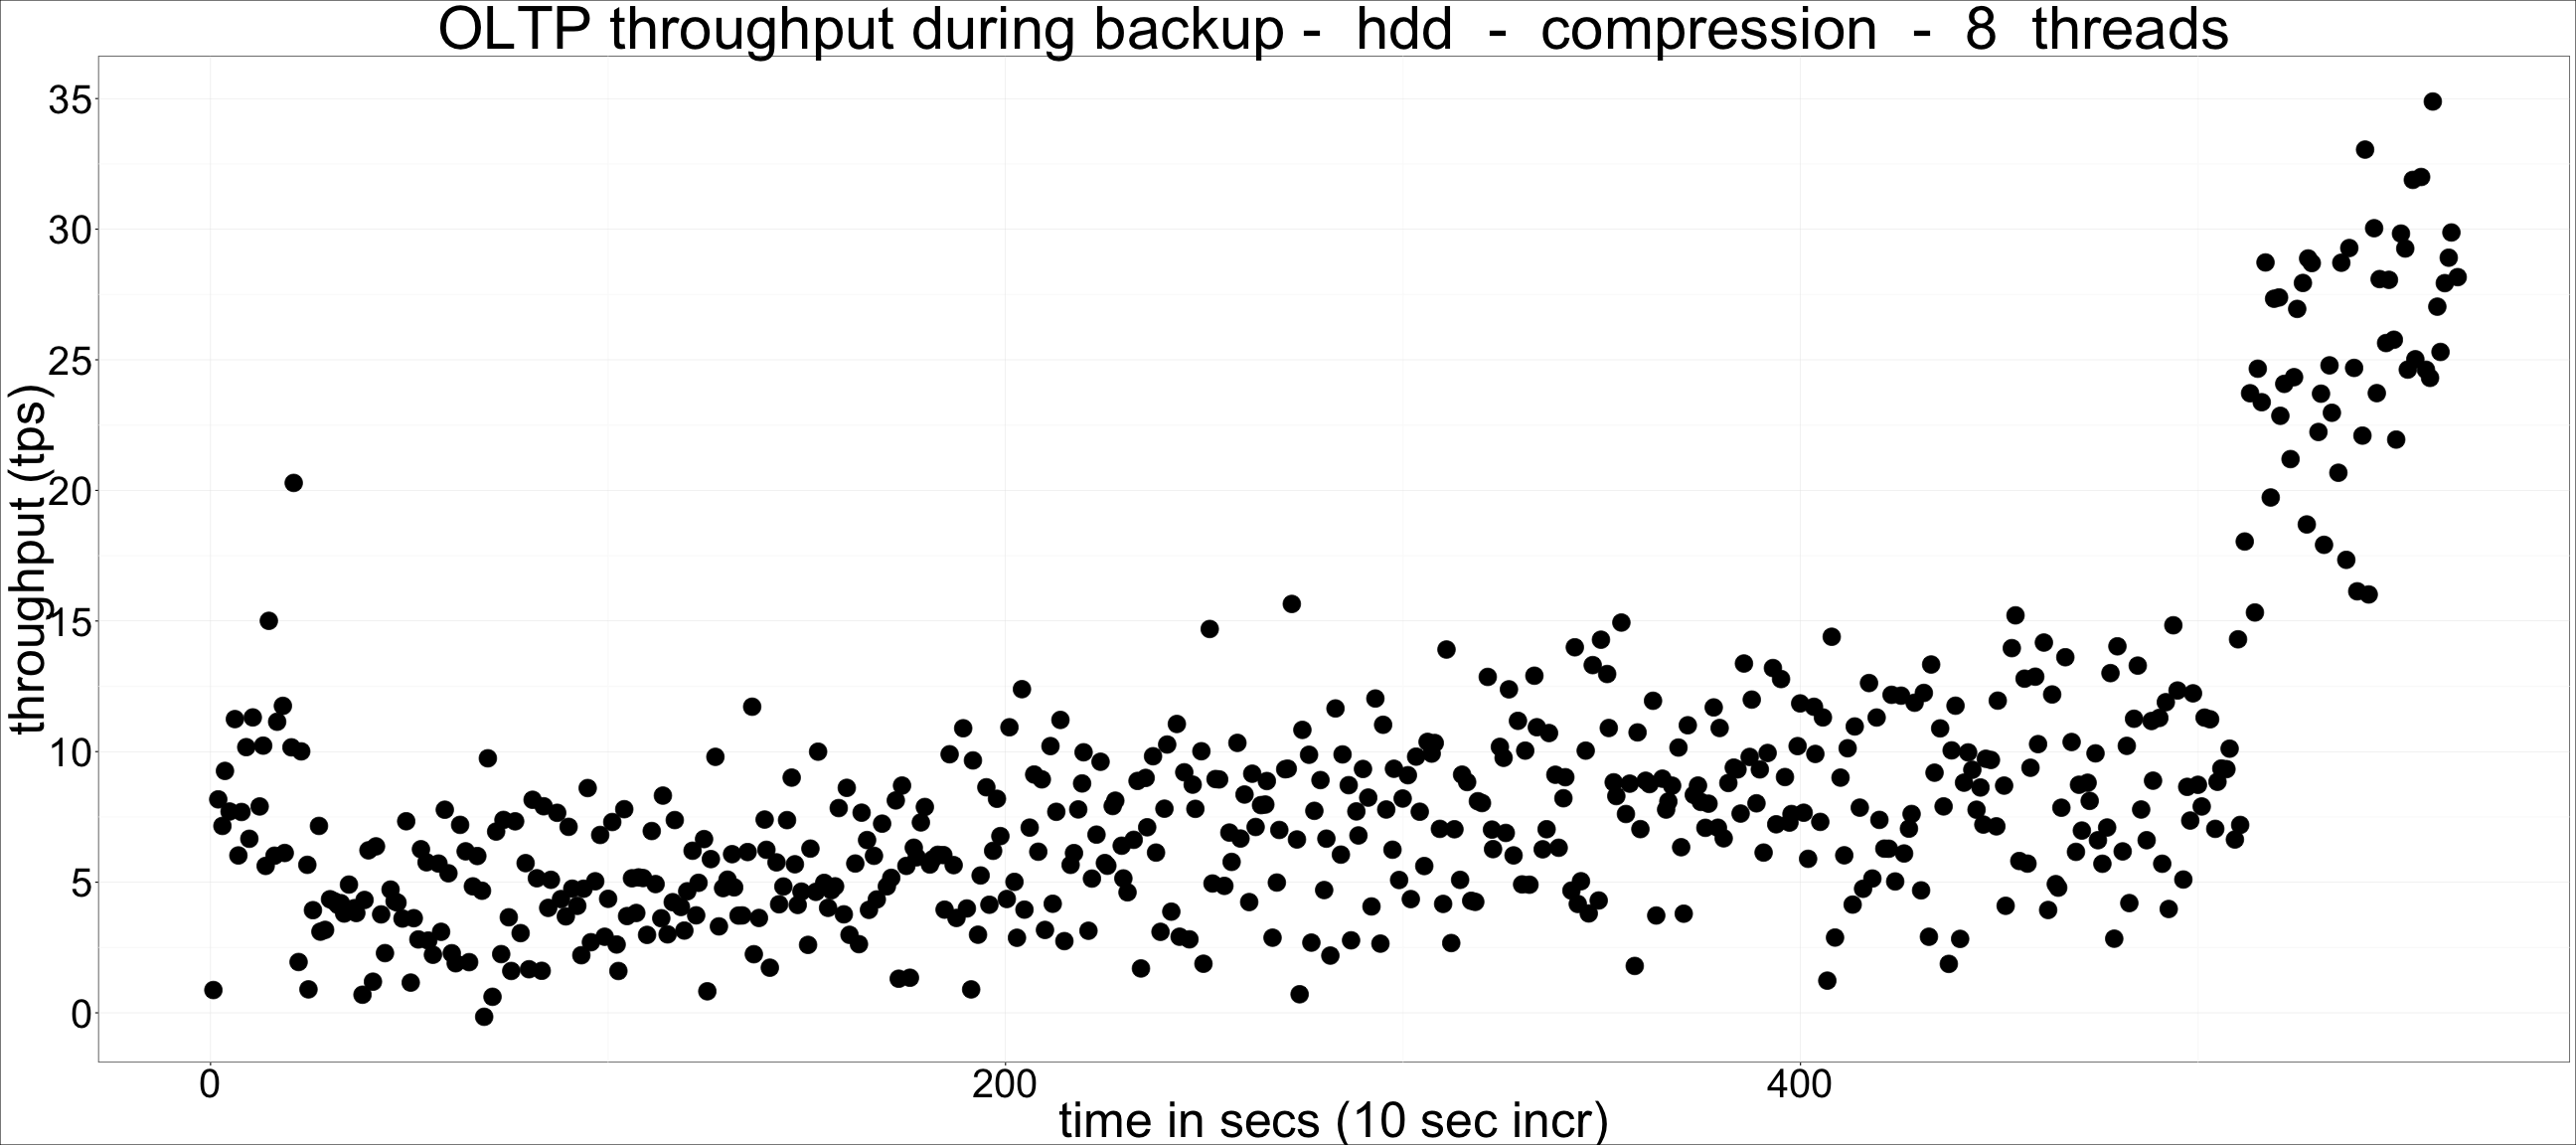 OLTP throughput during backup - hdd - compression - 8 threads
throughput (tps)
35
30
25
20
15
10
5
0
0 200 400
time in secs (10 sec incr)